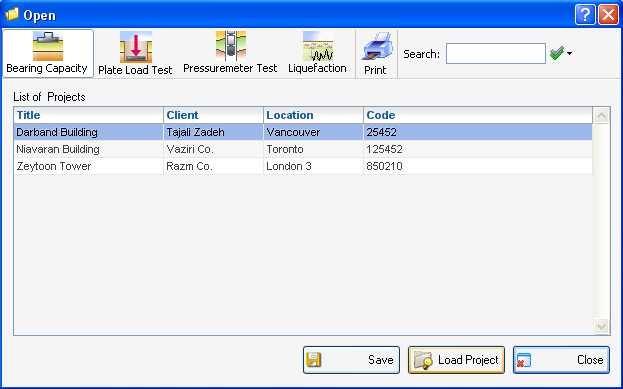 Open
Bearing Capacity Plate Load Test Pressuremeter Test Liquefaction Print Search:
List of Projects
Title Client Location Code
Darband Building Tajali Zadeh Vancouver 25452
Niavaran Building Vaziri Co. Toronto 125452
Zeytoon Tower Razm Co. London 3 850210
Save Load Project Close